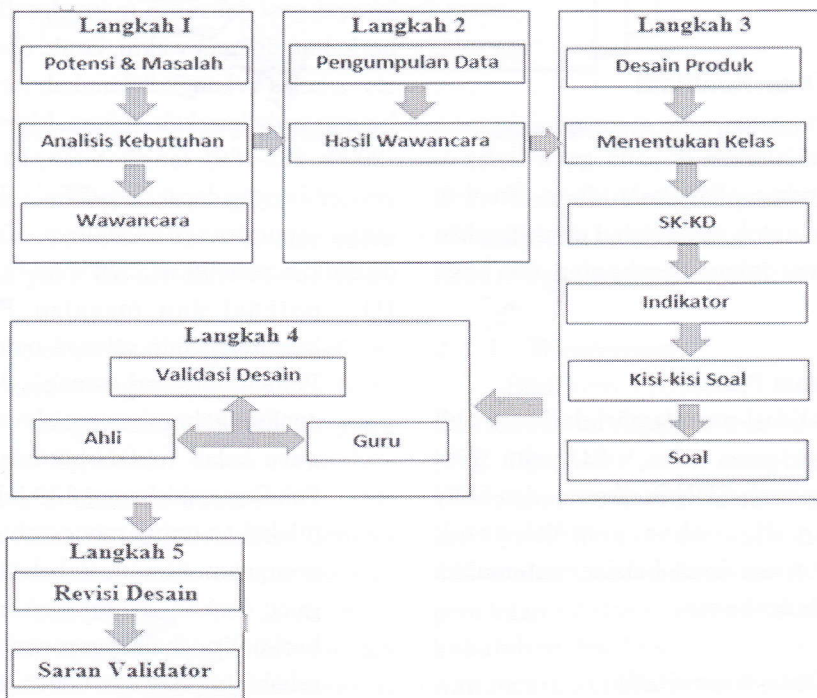 Langkah I
Potensi & Masalah
Analisis Kebutuhan
Wawancara
Langkah 2
Pengumpulan Data
Hasil Wawancara
Langkah 3
Desain Produk
Menentukan Kelas
SK-KD
Indikator
Kisi-kisi Soal
Soal
Langkah 4
Validasi Desain
Ahli
Guru
Langkah 5
Revisi Desain
Saran Validator